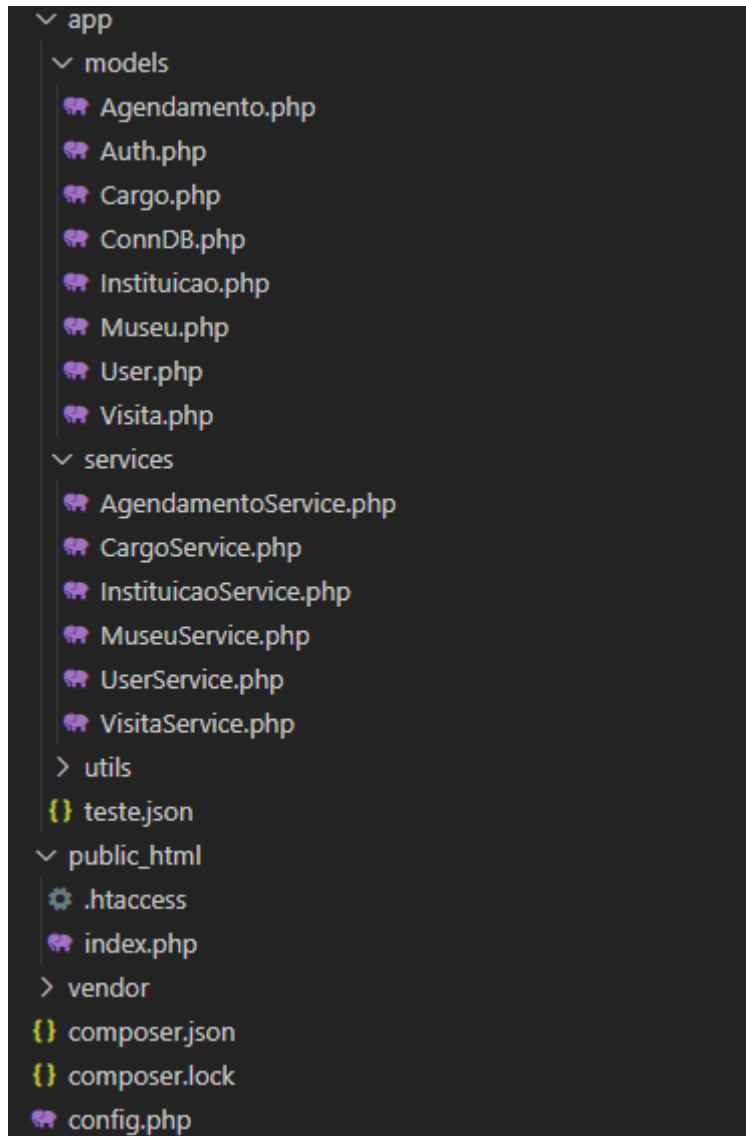 app
models
Agendamento.php
Auth.php
Cargo.php
ConnDB.php
Instituicao.php
Museu.php
User.php
Visita.php
services
AgendamentoService.php
CargoService.php
InstituicaoService.php
MuseuService.php
UserService.php
VisitaService.php
utils
{} teste.json
public_html
.htaccess
index.php
vendor
{} composer.json
{} composer.lock
config.php